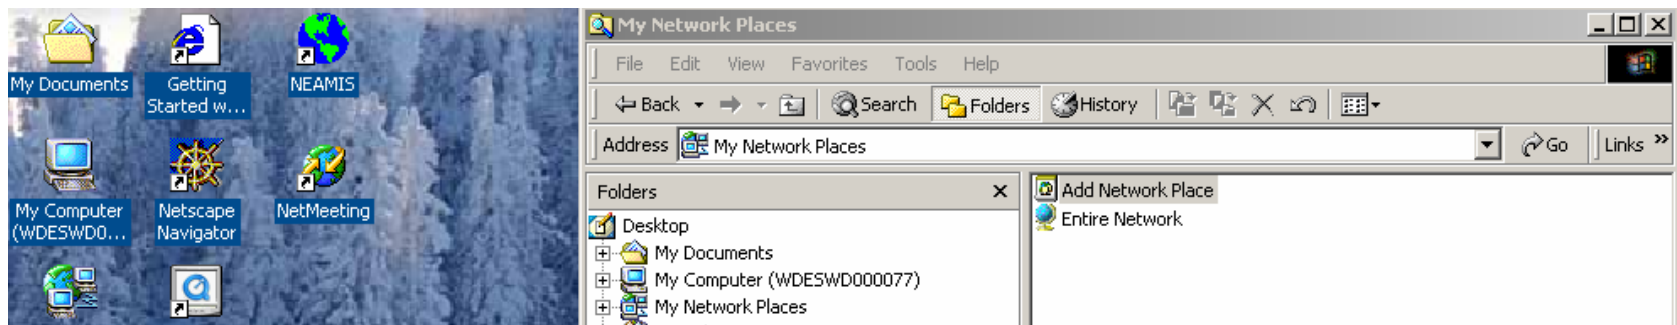 My Documents
Getting
Started w...
NEAMIS
My Computer
(WDESWD0...
Netscape
Navigator
NetMeeting
My Network Places
File Edit View Favorites Tools Help
Back Search Folders History
Address My Network Places Go Links »
Folders
Desktop
My Documents
My Computer (WDESWD000077)
My Network Places
Add Network Place
Entire Network